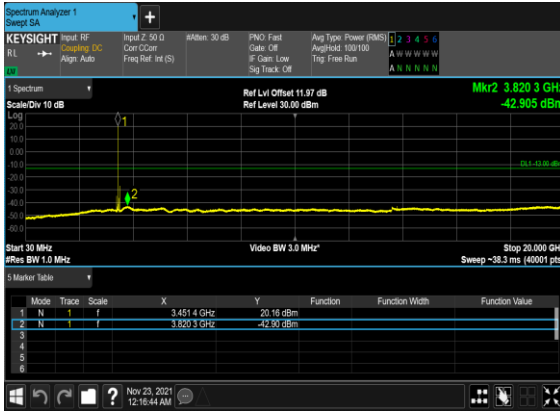 Spectrum Analyzer 1
Swept SA
+
KEYSIGHT Input: RF Input Z: 50 Ω #Atten: 30 dB PNO: Fast Avg Type: Power (RMS) 1 2 3 4 5 6
RL Coupling: DC Corr CCorr Gate: Off Avg|Hold: 100/100 A W W W W W
Align: Auto Freq Ref: Int (S) IF Gain: Low Trig: Free Run
Sig Track: Off A N N N N N
1 Spectrum Ref Lvl Offset 11.97 dB Mkr2 3.820 3 GHz
Scale/Div 10 dB Ref Level 30.00 dBm -42.905 dBm
Log
20.0
10.0
0.00
-10.0
-20.0
-30.0
-40.0
-50.0
-60.0
1
2
DL1 -13.00 dBm
Start 30 MHz Video BW 3.0 MHz* Stop 20.000 GH
#Res BW 1.0 MHz Sweep ~38.3 ms (40001 pts
5 Marker Table
Mode Trace Scale X Y Function Function Width Function Value
1 N 1 f 3.451 4 GHz 20.16 dBm
2 N 1 f 3.820 3 GHz -42.90 dBm
3
4
5
6
? Nov 23, 2021
12:16:44 AM